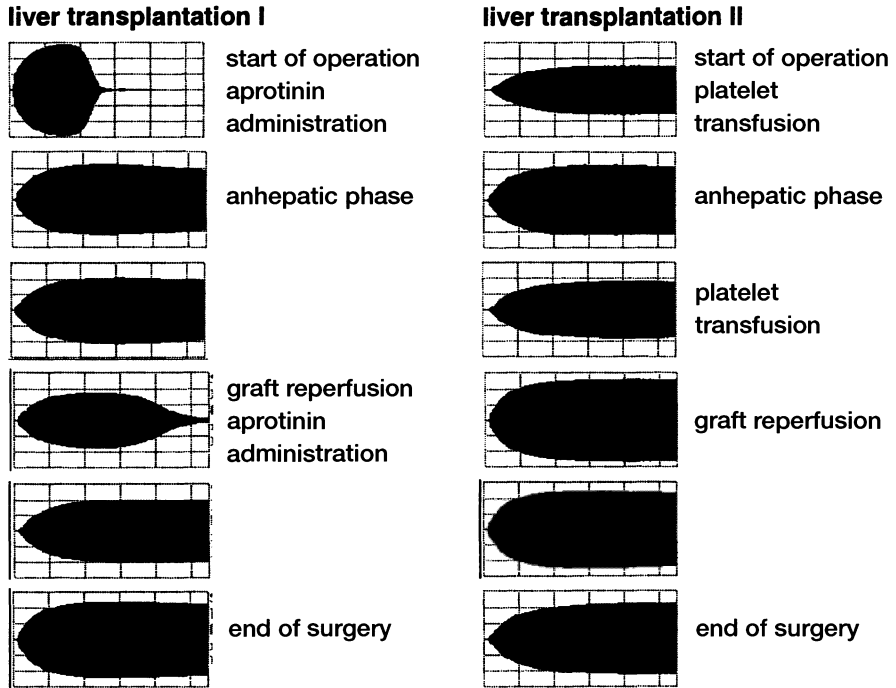 liver transplantation I
start of operation
aprotinin
administration
anhepatic phase
graft reperfusion
aprotinin
administration
end of surgery
liver transplantation II
start of operation
platelet
transfusion
anhepatic phase
platelet
transfusion
graft reperfusion
end of surgery